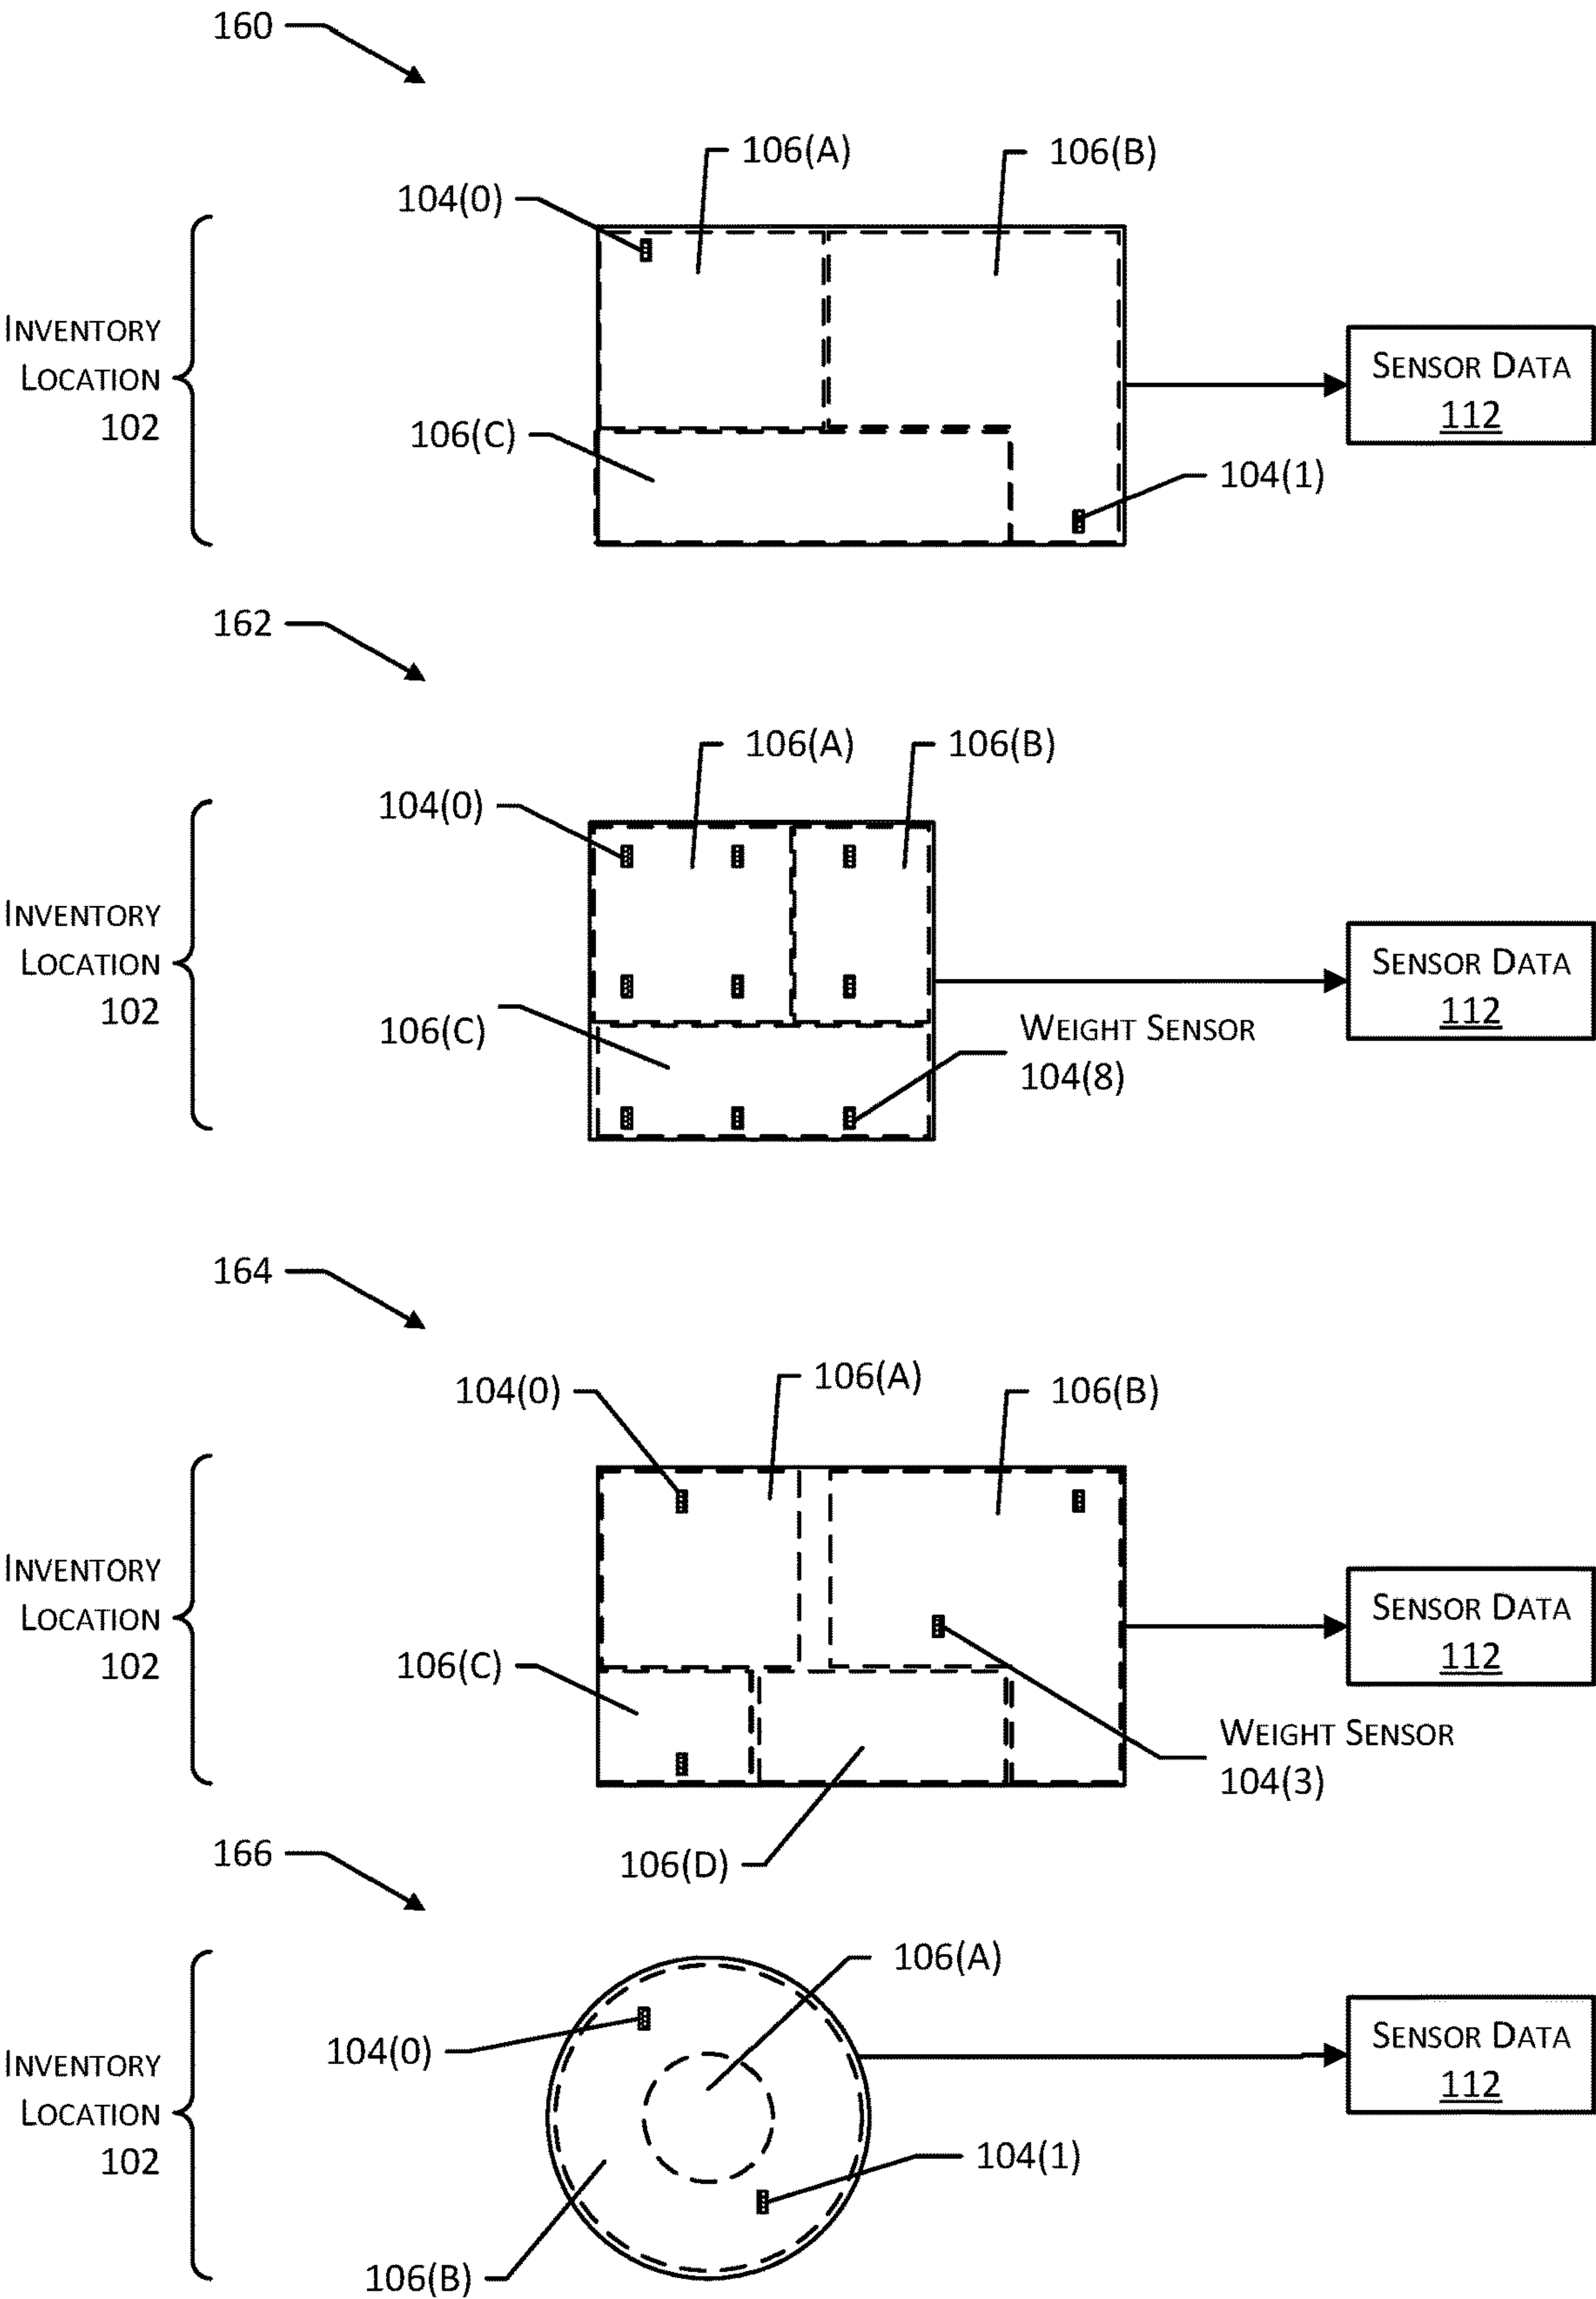 160
106(A)
106(B)
104(0)
INVENTORY
LOCATION
102
SENSOR DATA
112
106(C)
104(1)
162
106(A)
106(B)
104(0)
INVENTORY
LOCATION
102
SENSOR DATA
112
106(C)
WEIGHT SENSOR
104(8)
164
106(A)
104(0)
106(B)
INVENTORY
LOCATION
102
SENSOR DATA
112
106(C)
WEIGHT SENSOR
104(3)
166
106(D)
106(A)
104(0)
INVENTORY
LOCATION
102
SENSOR DATA
112
104(1)
106(B)